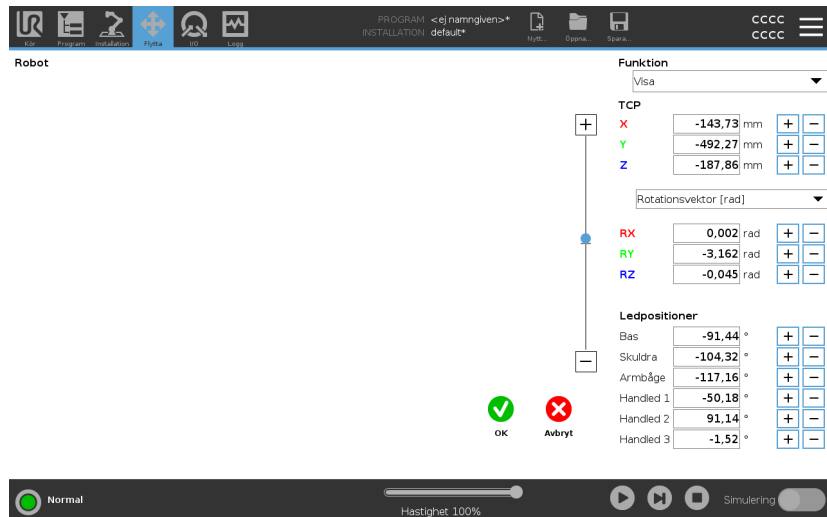 PROGRAM <ej namngiven>*
INSTALLATION default*
cccc
cccc
Kör Program Installation Flytta I/O Logg
Nytt... Öppna... Spara...
Robot
Funktion
Visa
TCP
X -143,73 mm + −
Y -492,27 mm + −
Z -187,86 mm + −
Rotationsvektor [rad]
RX 0,002 rad + −
RY -3,162 rad + −
RZ -0,045 rad + −
Ledpositioner
Bas -91,44 ° + −
Skuldra -104,32 ° + −
Armbåge -117,16 ° + −
Handled 1 -50,18 ° + −
Handled 2 91,14 ° + −
Handled 3 -1,52 ° + −
OK Avbryt
Normal
Hastighet 100%
Simulering